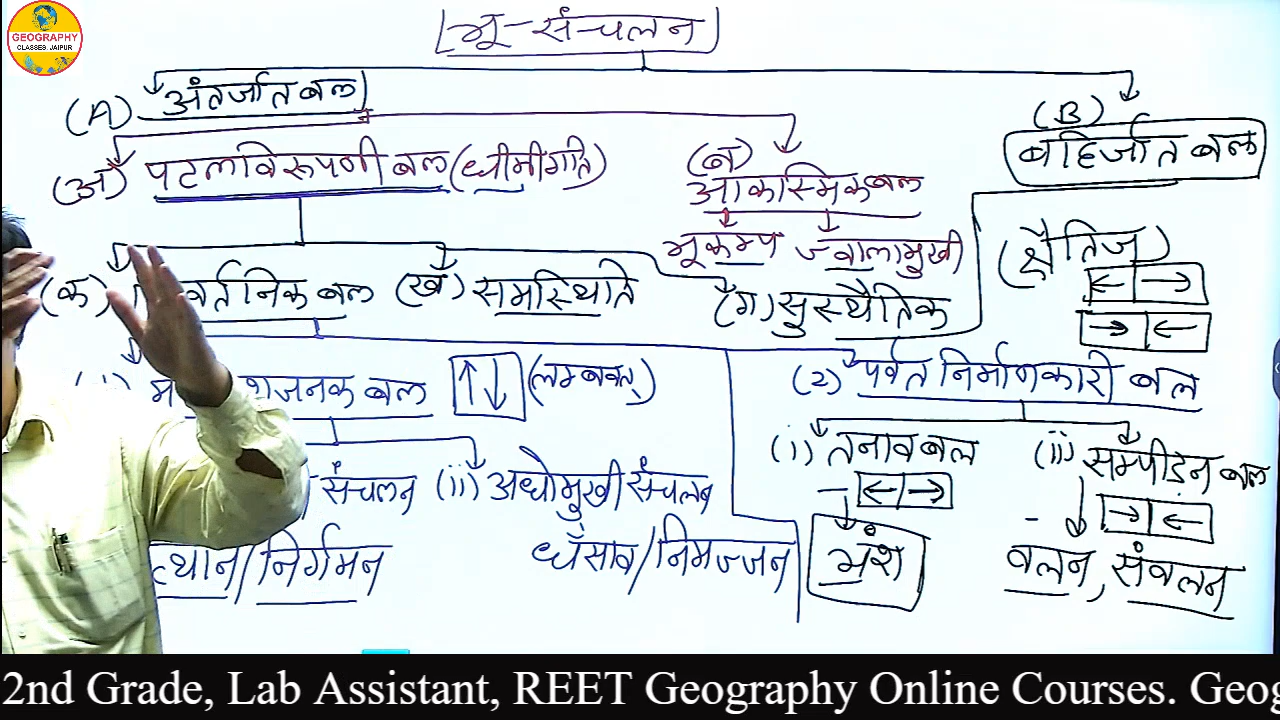 GEOGRAPHY
CLASSES, JAIPUR
भू-संचलन
(A) अंतर्जात बल
(B)
बहिर्जात बल
(अ) पटलविरूपणी बल (धीमी गति)
(ब)
आकस्मिक बल
भूकम्प ज्वालामुखी
(क) वर्तनिक बल (ख) समस्थिति
(ग) सुस्थैतिक
(क्षैतिज)
← →
→ ←
जनक बल ↑↓ (लम्बवत्)
(2) पर्वत निर्माणकारी बल
संचलन (ii) अधोमुखी संचलन
(i) तनाव बल (ii) सम्पीडन बल
← →
→ ←
त्थान/निर्गमन धँसाव/निमज्जन
भ्रंश
वलन, संवलन
2nd Grade, Lab Assistant, REET Geography Online Courses. Geog